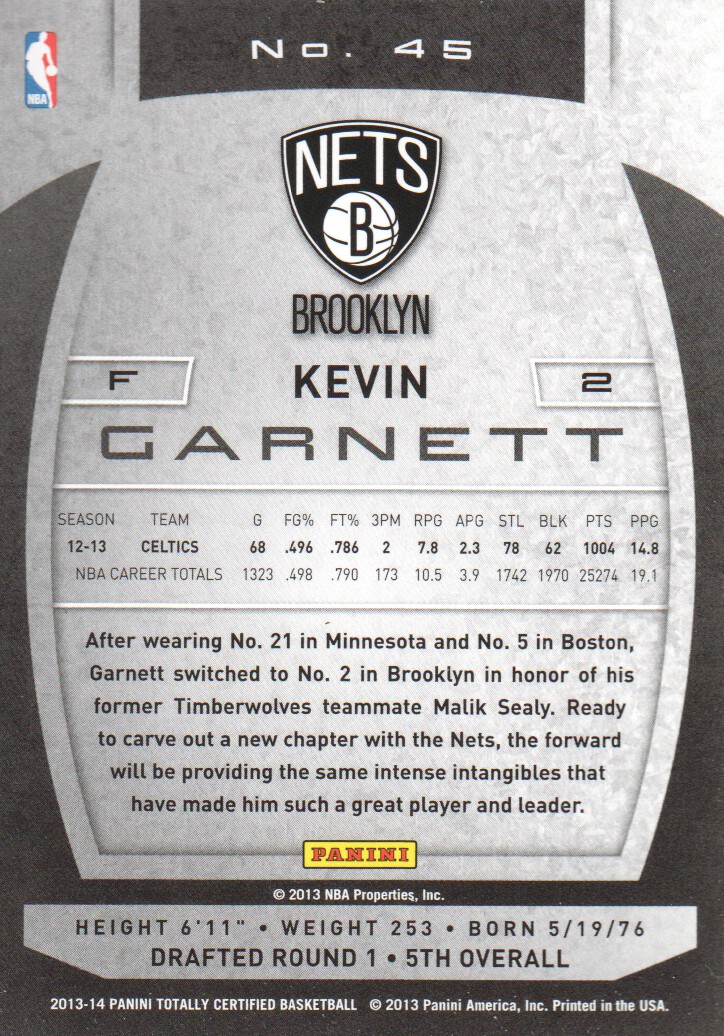 No. 45
NBA
NETS
B
BROOKLYN
F KEVIN 2
GARNETT
SEASON TEAM G FG% FT% 3PM RPG APG STL BLK PTS PPG
12-13 CELTICS 68 .496 .786 2 7.8 2.3 78 62 1004 14.8
NBA CAREER TOTALS 1323 .498 .790 173 10.5 3.9 1742 1970 25274 19.1
After wearing No. 21 in Minnesota and No. 5 in Boston,
Garnett switched to No. 2 in Brooklyn in honor of his
former Timberwolves teammate Malik Sealy. Ready
to carve out a new chapter with the Nets, the forward
will be providing the same intense intangibles that
have made him such a great player and leader.
PANINI
© 2013 NBA Properties, Inc.
HEIGHT 6'11" • WEIGHT 253 • BORN 5/19/76
DRAFTED ROUND 1 • 5TH OVERALL
2013-14 PANINI TOTALLY CERTIFIED BASKETBALL © 2013 Panini America, Inc. Printed in the USA.